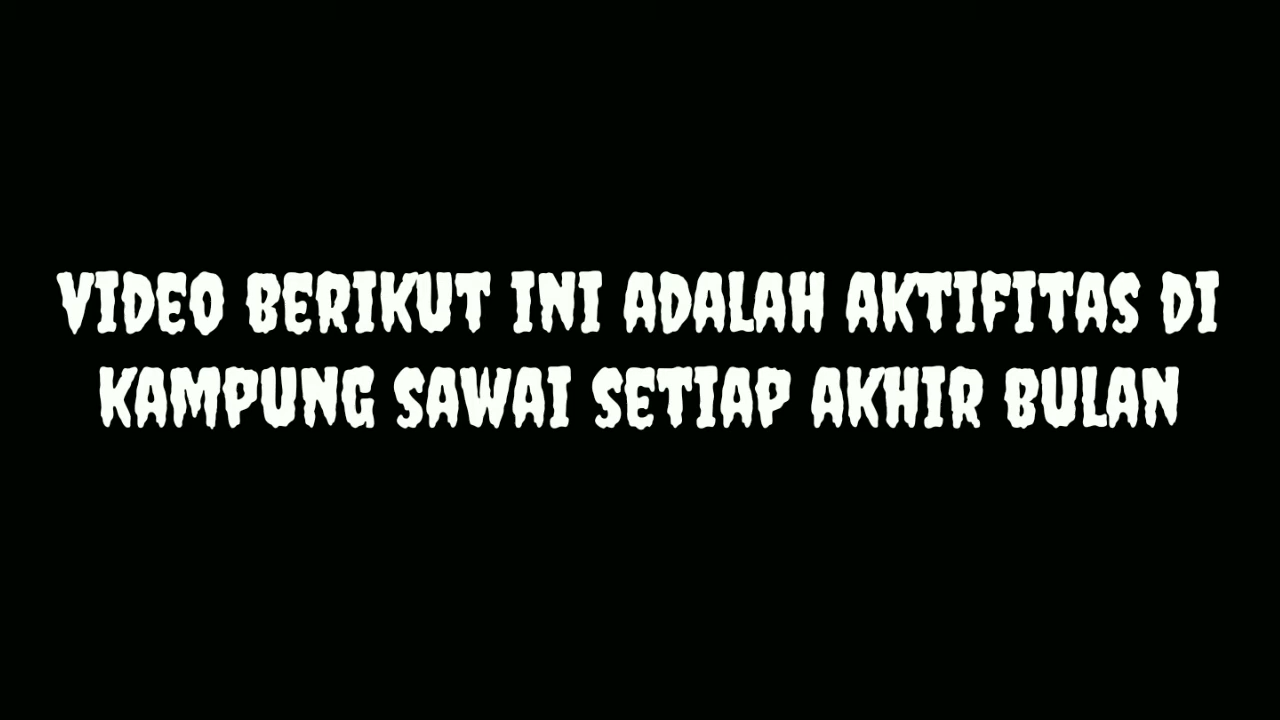 VIDEO BERIKUT INI ADALAH AKTIFITAS DI
KAMPUNG SAWAI SETIAP AKHIR BULAN